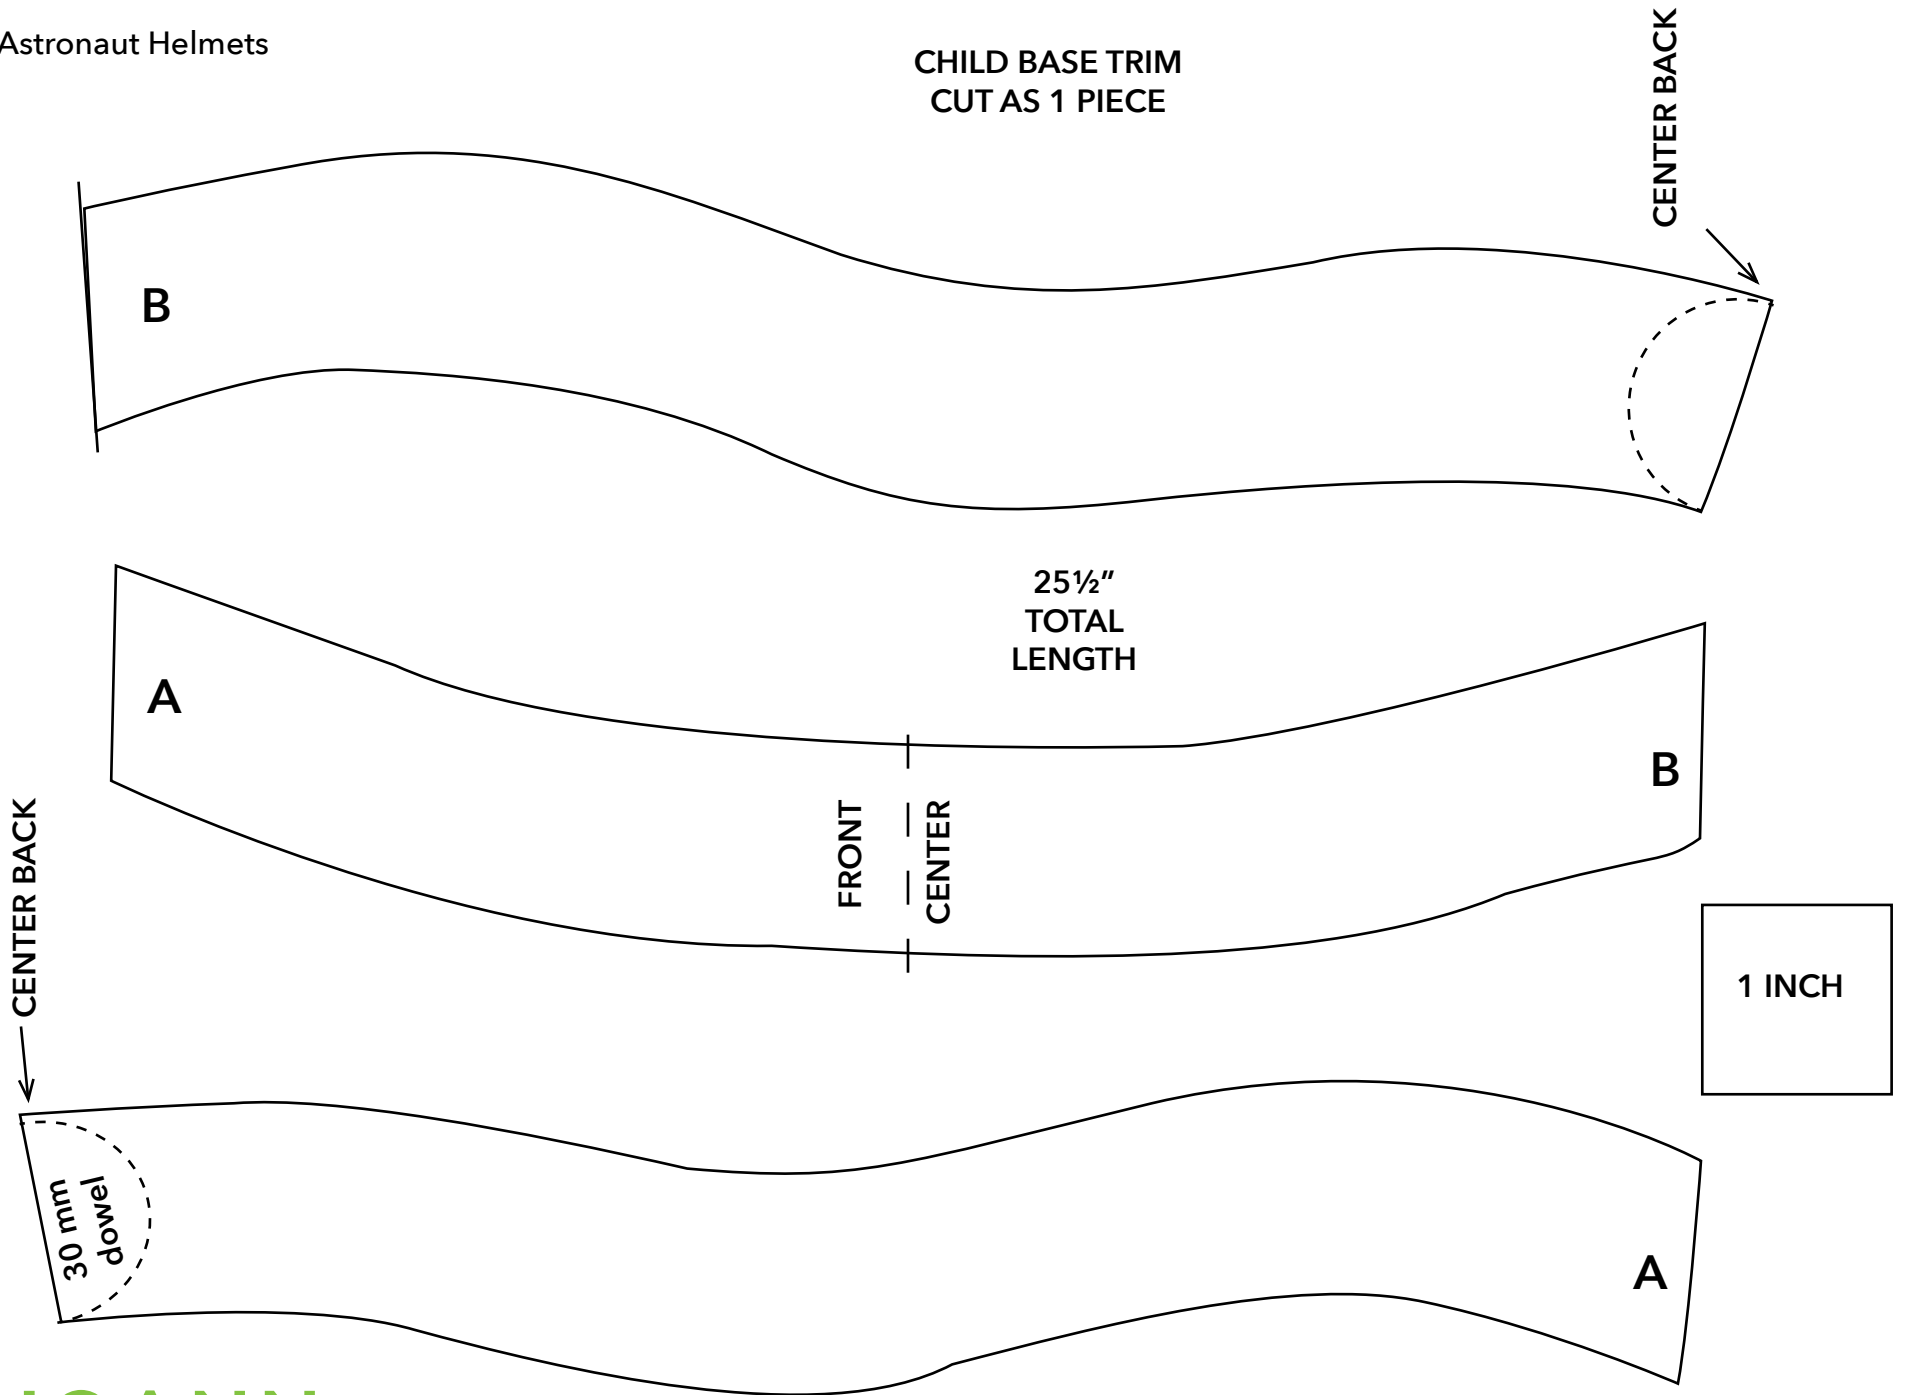 Astronaut Helmets
CHILD BASE TRIM
CUT AS 1 PIECE
CENTER BACK
B
25½”
TOTAL
LENGTH
A
B
FRONT
CENTER
CENTER BACK
1 INCH
30 mm
dowel
A
JOANN